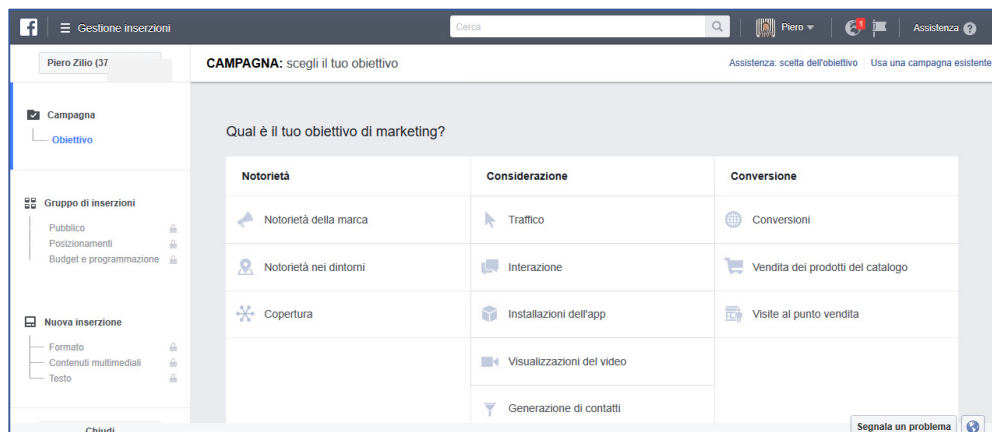 f Gestione inserzioni Cerca Piero 1 Assistenza ?
Piero Zilio (37 CAMPAGNA: scegli il tuo obiettivo Assistenza: scelta dell'obiettivo Usa una campagna esistente
Campagna
Obiettivo
Gruppo di inserzioni
Pubblico
Posizionamenti
Budget e programmazione
Nuova inserzione
Formato
Contenuti multimediali
Testo
Chiudi
Qual è il tuo obiettivo di marketing?
Notorietà Considerazione Conversione
Notorietà della marca Traffico Conversioni
Notorietà nei dintorni Interazione Vendita dei prodotti del catalogo
Copertura Installazioni dell'app Visite al punto vendita
Visualizzazioni del video
Generazione di contatti
Segnala un problema